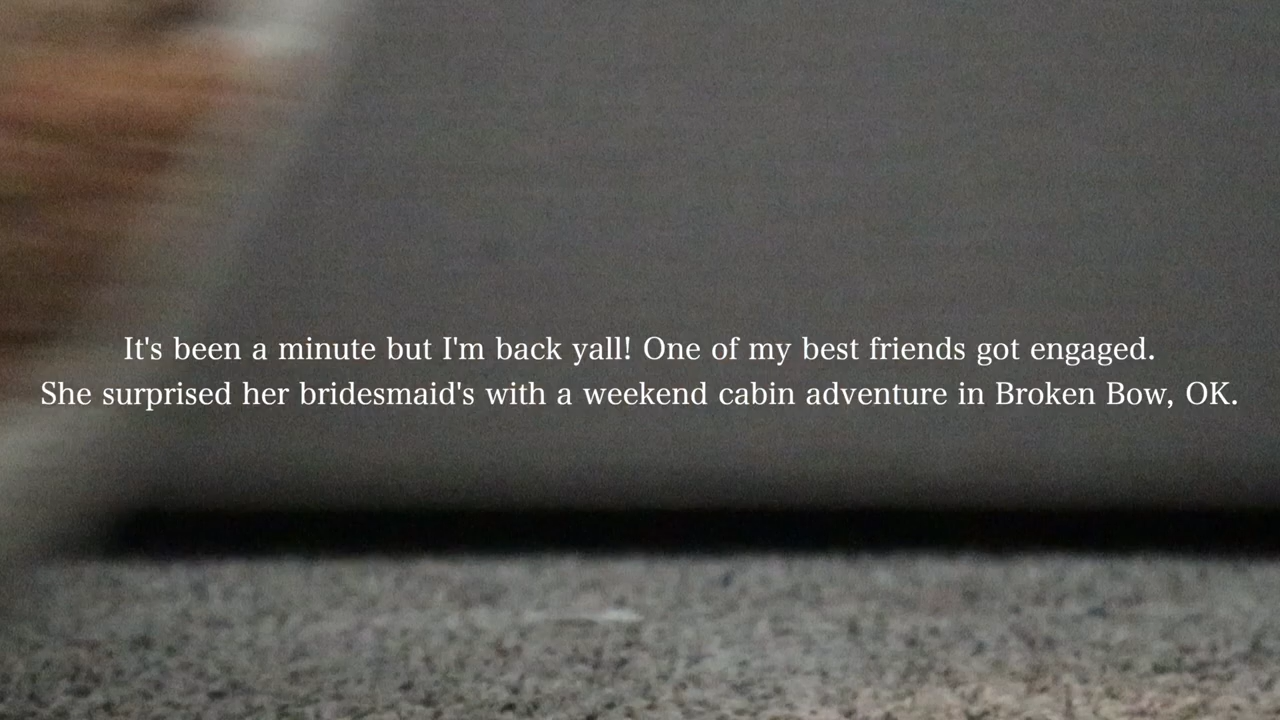 It's been a minute but I'm back yall! One of my best friends got engaged.
She surprised her bridesmaid's with a weekend cabin adventure in Broken Bow, OK.